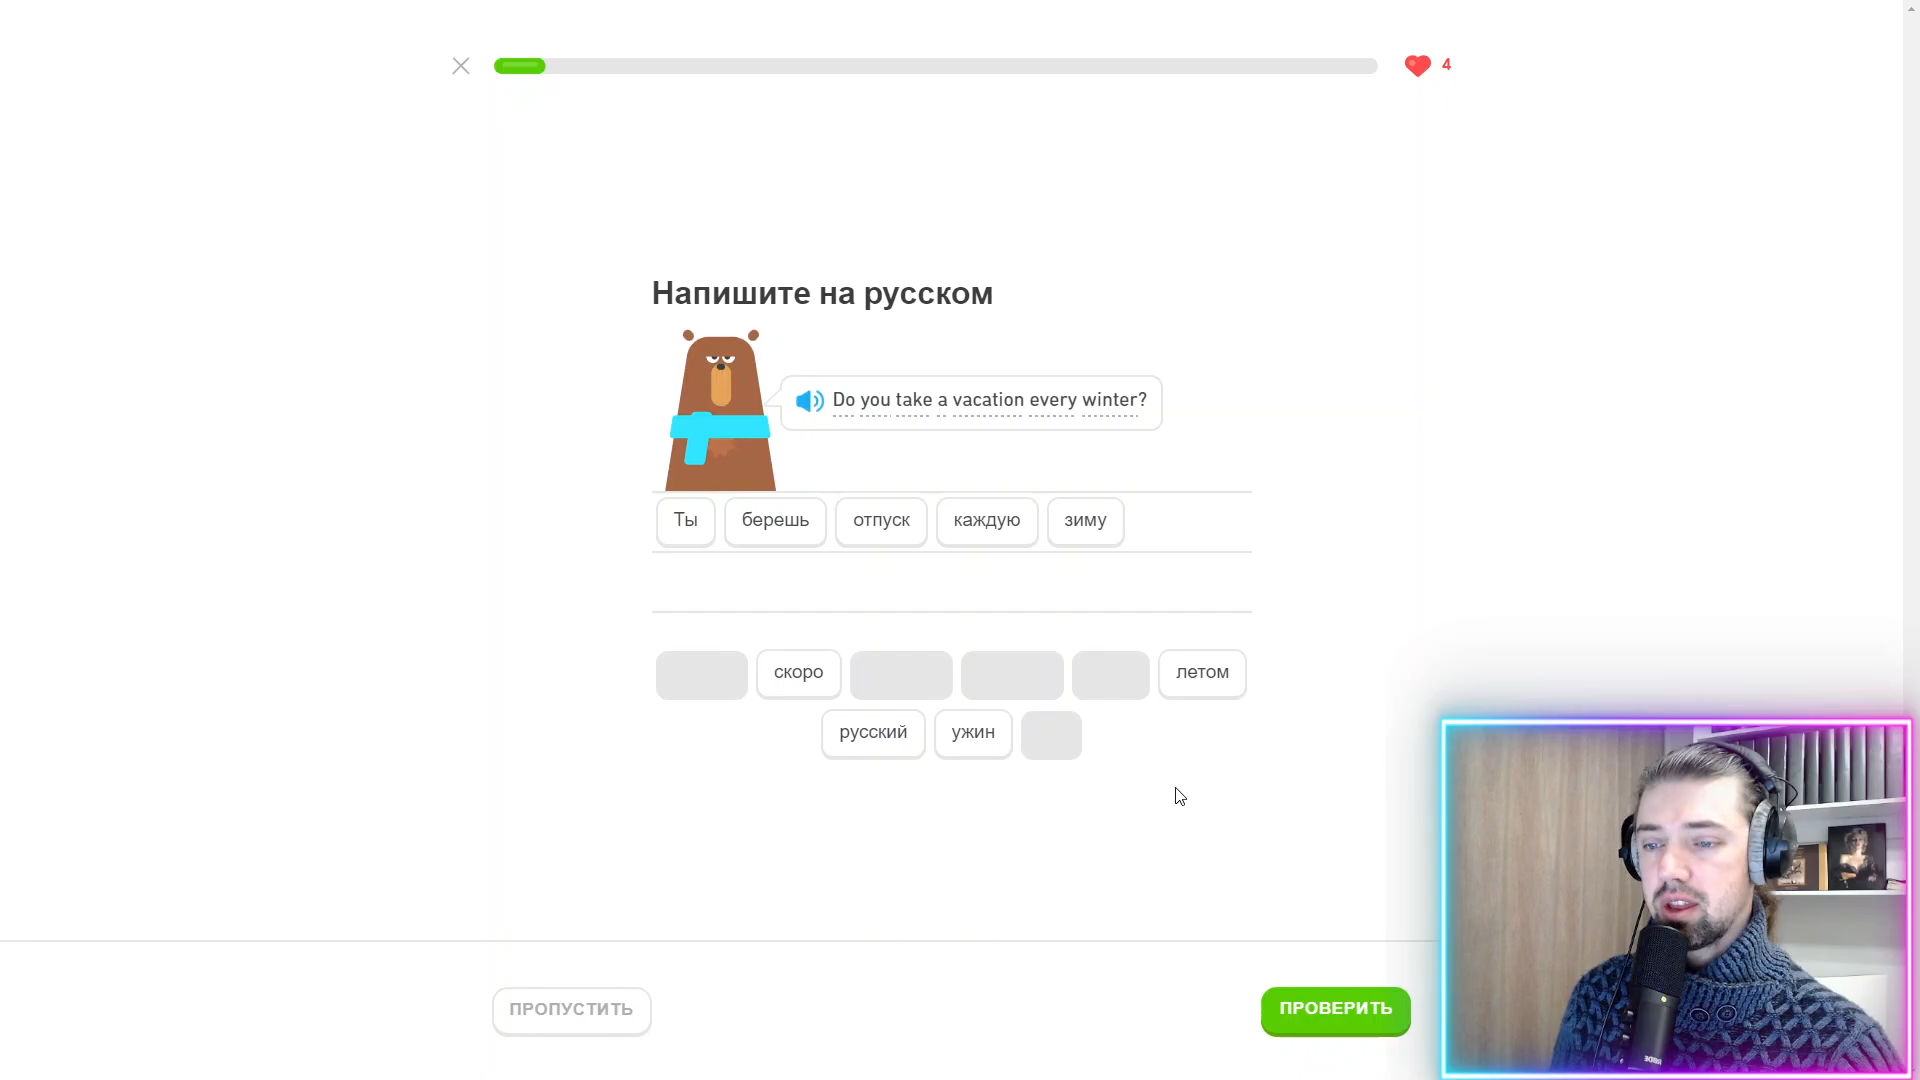 4
Напишите на русском
Do you take a vacation every winter?
Ты берешь отпуск каждую зиму
скоро летом
русский ужин
ПРОПУСТИТЬ ПРОВЕРИТЬ